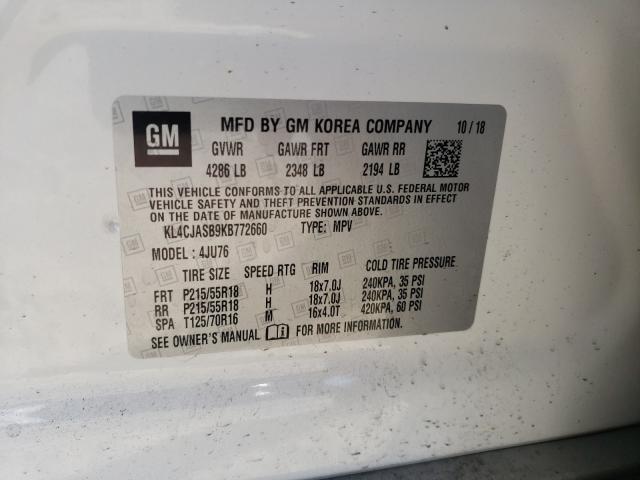 GM
MFD BY GM KOREA COMPANY 10 / 18
GVWR GAWR FRT GAWR RR
4286 LB 2348 LB 2194 LB
THIS VEHICLE CONFORMS TO ALL APPLICABLE U.S. FEDERAL MOTOR
VEHICLE SAFETY AND THEFT PREVENTION STANDARDS IN EFFECT
ON THE DATE OF MANUFACTURE SHOWN ABOVE.
KL4CJASB9KB772660 TYPE: MPV
MODEL : 4JU76
TIRE SIZE SPEED RTG RIM COLD TIRE PRESSURE
FRT P215/55R18 H 18x7.0J 240KPA, 35 PSI
RR P215/55R18 H 18x7.0J 240KPA, 35 PSI
SPA T125/70R16 M 16x4.0T 420KPA, 60 PSI
SEE OWNER'S MANUAL FOR MORE INFORMATION.